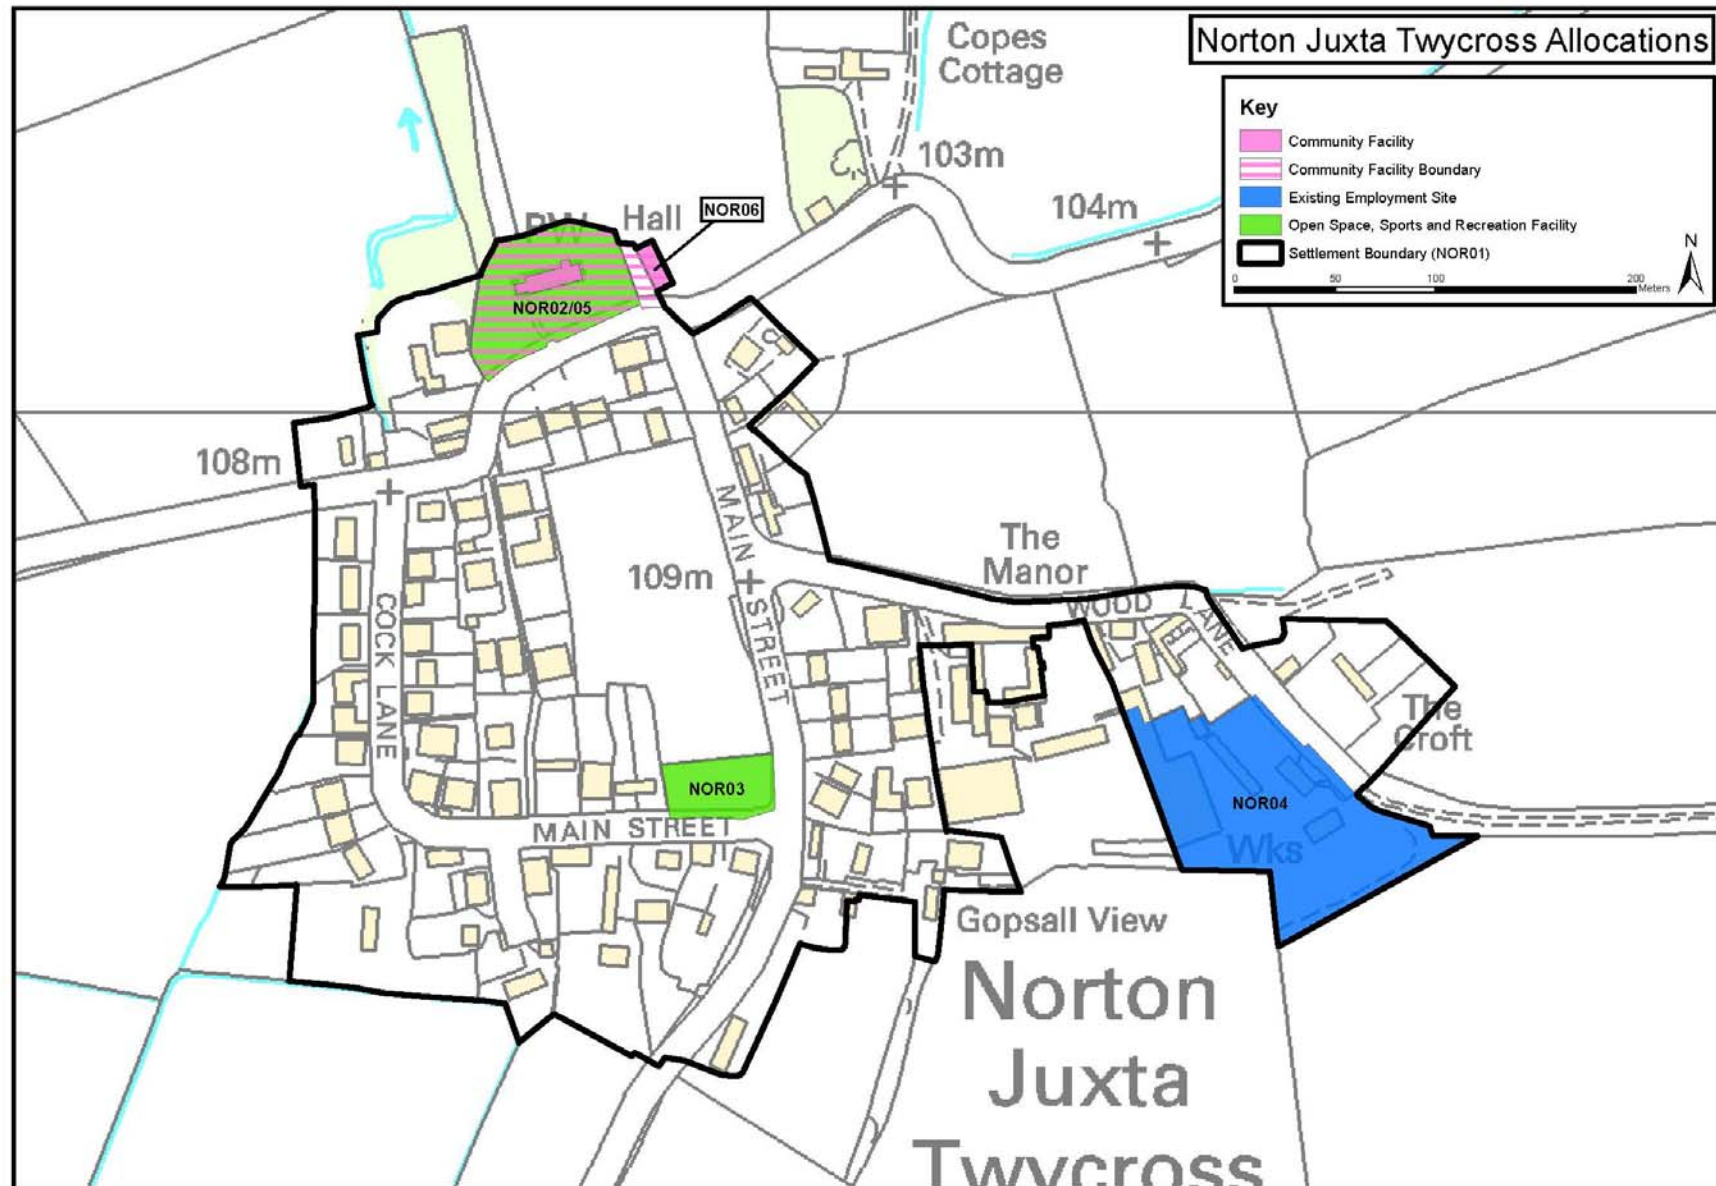 Norton Juxta Twycross Allocations
Key
Community Facility
Community Facility Boundary
Existing Employment Site
Open Space, Sports and Recreation Facility
Settlement Boundary (NOR01)
N
0 50 100 200
Meters
Copes
Cottage
103m
104m
PW
Hall
NOR06
NOR02/05
108m
MAIN STREET
109m
The
Manor
WOOD LANE
COCK LANE
The
Croft
NOR03
NOR04
Wks
MAIN STREET
Gopsall View
Norton
Juxta
Twycross